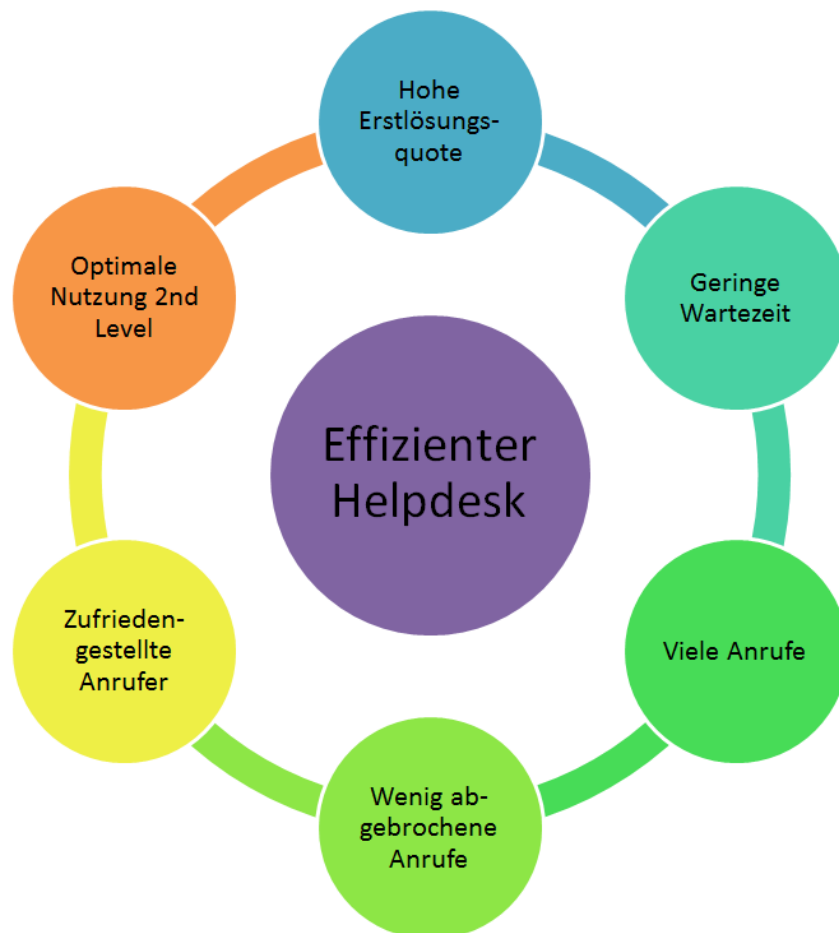 Hohe
Erstlösungs-
quote
Geringe
Wartezeit
Viele Anrufe
Wenig ab-
gebrochene
Anrufe
Zufrieden-
gestellte
Anrufer
Optimale
Nutzung 2nd
Level
Effizienter
Helpdesk